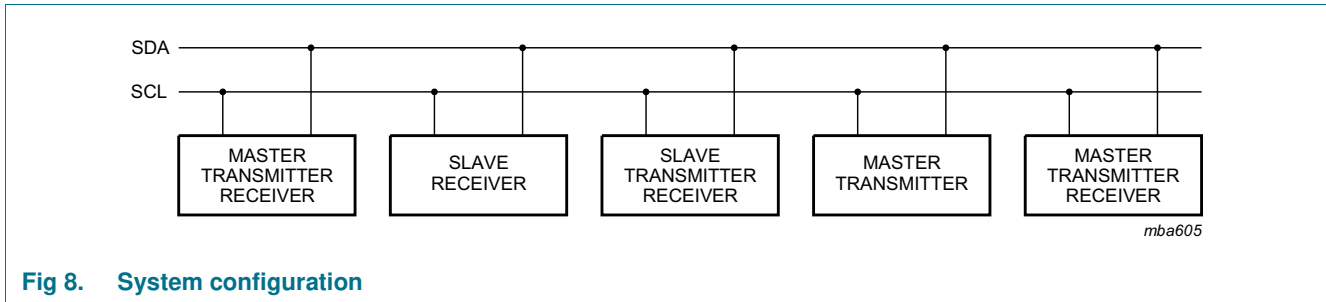 SDA
SCL
MASTER
TRANSMITTER
RECEIVER
SLAVE
RECEIVER
SLAVE
TRANSMITTER
RECEIVER
MASTER
TRANSMITTER
MASTER
TRANSMITTER
RECEIVER
mba605
Fig 8. System configuration